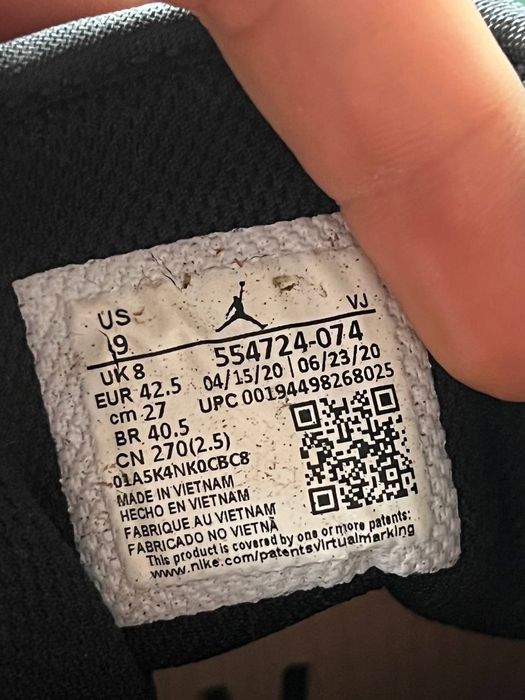 US VJ
9
UK 8 554724-074
EUR 42.5 04/15/20 | 06/23/20
cm 27 UPC 00194498268025
BR 40.5
CN 270(2.5)
01A5K4NK0CBC8
MADE IN VIETNAM
HECHO EN VIETNAM
FABRIQUE AU VIETNAM
FABRICADO NO VIETNÃ
This product is covered by one or more patents:
www.nike.com/patentsvirtualmarking